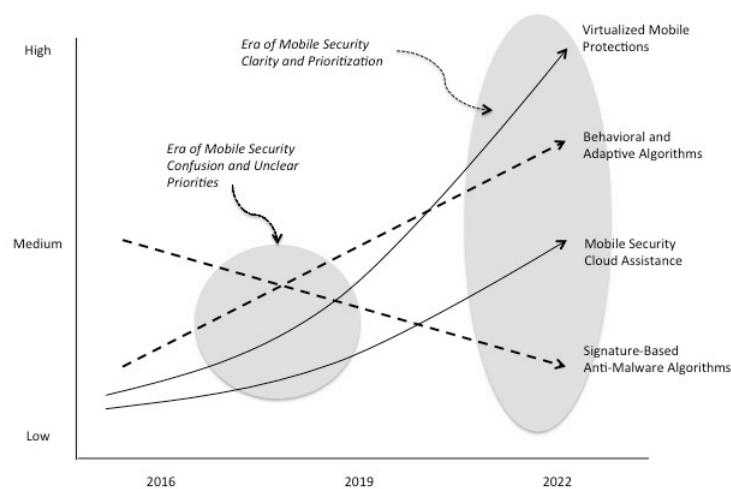 Virtualized Mobile
Protections
High
Era of Mobile Security
Clarity and Prioritization
Behavioral and
Adaptive Algorithms
Era of Mobile Security
Confusion and Unclear
Priorities
Medium
Mobile Security
Cloud Assistance
Signature-Based
Anti-Malware Algorithms
Low
2016
2019
2022